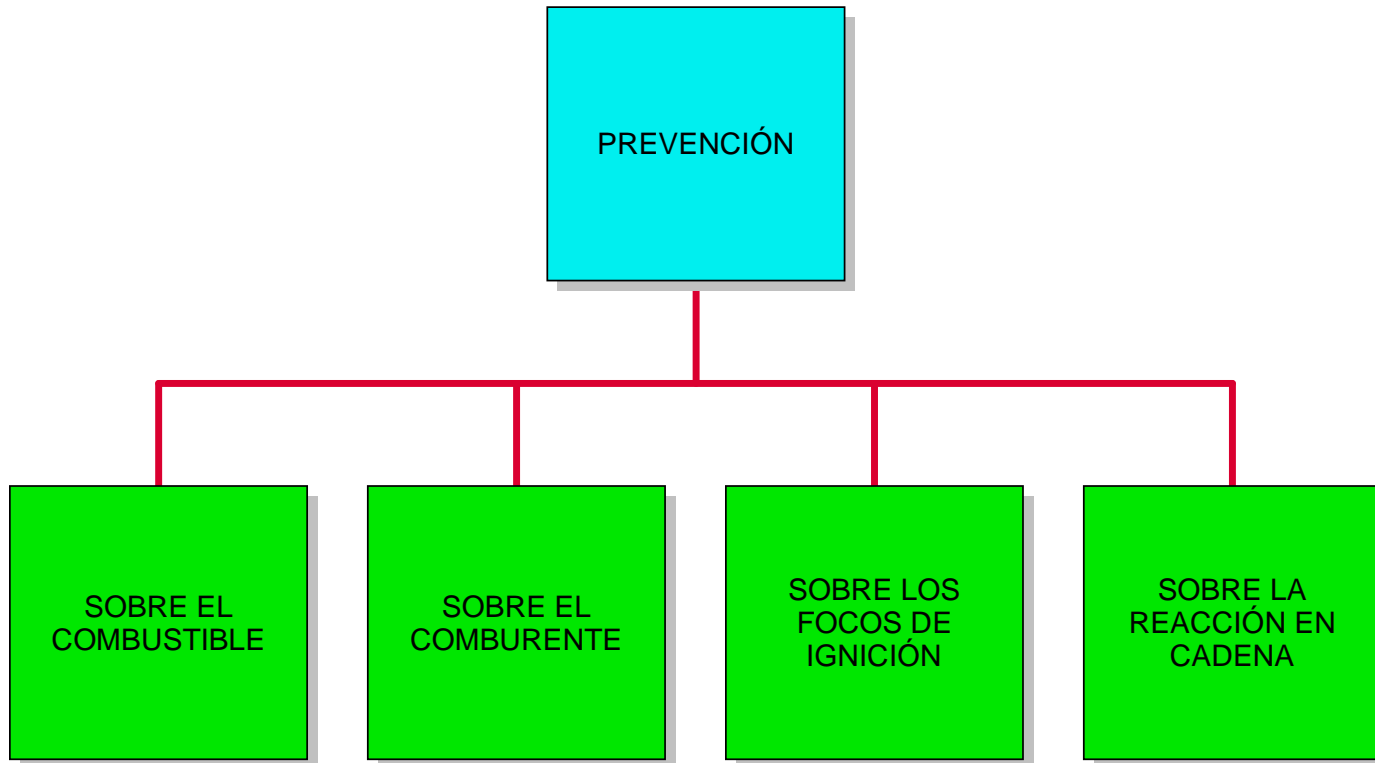 PREVENCIÓN
SOBRE EL
COMBUSTIBLE
SOBRE EL
COMBURENTE
SOBRE LOS
FOCOS DE
IGNICIÓN
SOBRE LA
REACCIÓN EN
CADENA